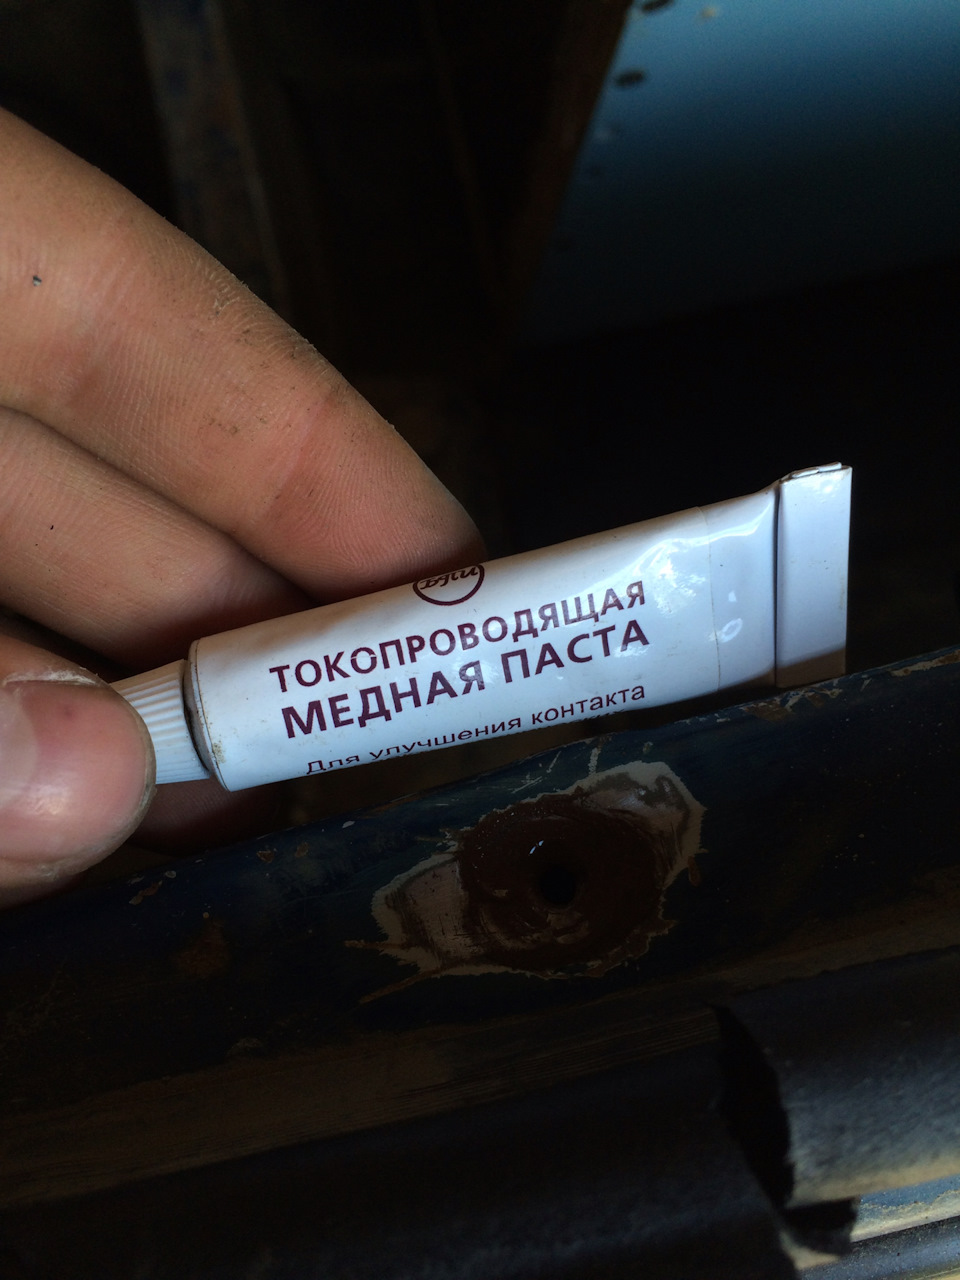 ТОКОПРОВОДЯЩАЯ
МЕДНАЯ ПАСТА
Для улучшения контакта